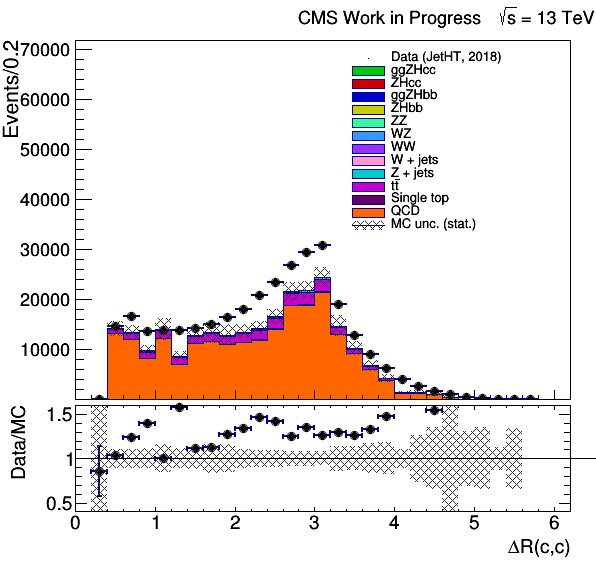 CMS Work in Progress √s = 13 TeV
Events/0.2
70000
60000
50000
40000
30000
20000
10000
Data (JetHT, 2018)
ggZHcc
ZHcc
ggZHbb
ZHbb
ZZ
WZ
WW
W + jets
Z + jets
tt̄
Single top
QCD
MC unc. (stat.)
Data/MC
1.5
1
0.5
0 1 2 3 4 5 6
ΔR(c,c)